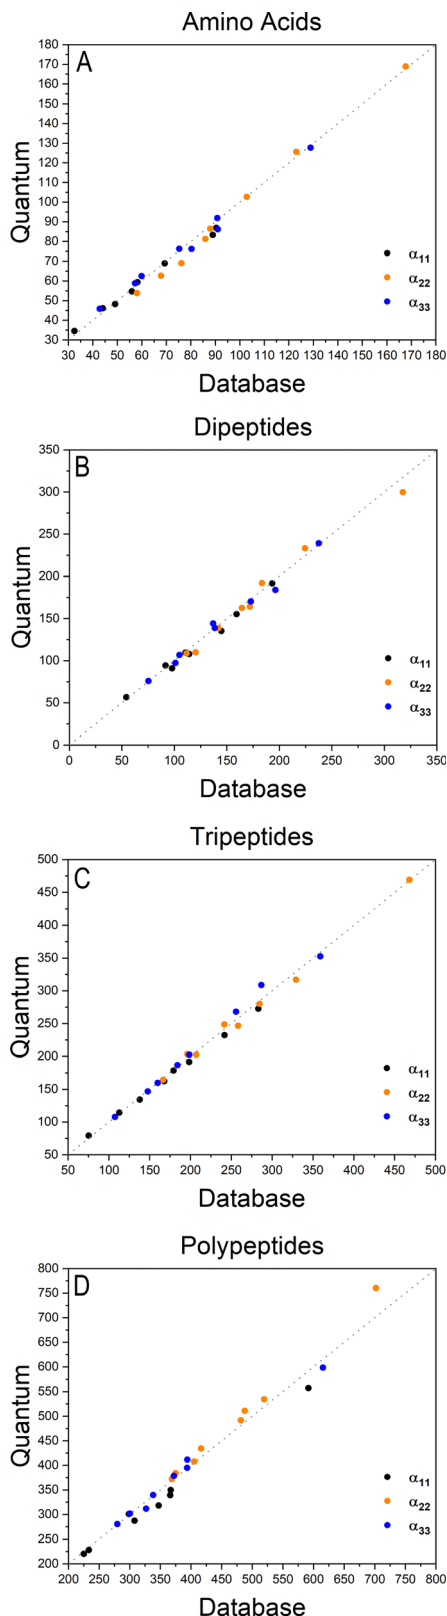 Amino Acids
A
180
170
160
150
140
130
120
110
100
90
80
70
60
50
40
30
Quantum
α11
α22
α33
30 40 50 60 70 80 90 100 110 120 130 140 150 160 170 180
Database
Dipeptides
B
350
300
250
200
150
100
50
0
Quantum
α11
α22
α33
0 50 100 150 200 250 300 350
Database
Tripeptides
C
500
450
400
350
300
250
200
150
100
50
Quantum
α11
α22
α33
50 100 150 200 250 300 350 400 450 500
Database
Polypeptides
D
800
750
700
650
600
550
500
450
400
350
300
250
200
Quantum
α11
α22
α33
200 250 300 350 400 450 500 550 600 650 700 750 800
Database